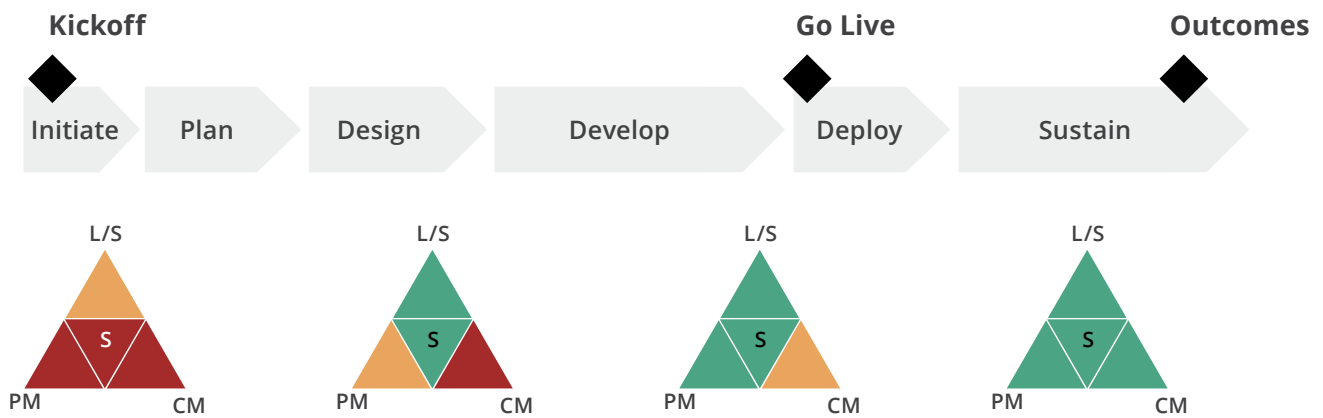 Kickoff
Go Live
Outcomes
Initiate
Plan
Design
Develop
Deploy
Sustain
L/S
L/S
L/S
L/S
S
S
S
S
PM
CM
PM
CM
PM
CM
PM
CM